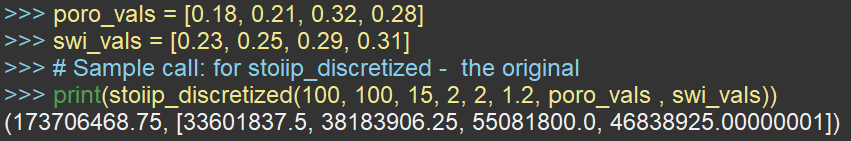 >>> poro_vals = [0.18, 0.21, 0.32, 0.28]
>>> swi_vals = [0.23, 0.25, 0.29, 0.31]
>>> # Sample call: for stoiip_discretized -  the original
>>> print(stoiip_discretized(100, 100, 15, 2, 2, 1.2, poro_vals , swi_vals))
(173706468.75, [33601837.5, 38183906.25, 55081800.0, 46838925.00000001])